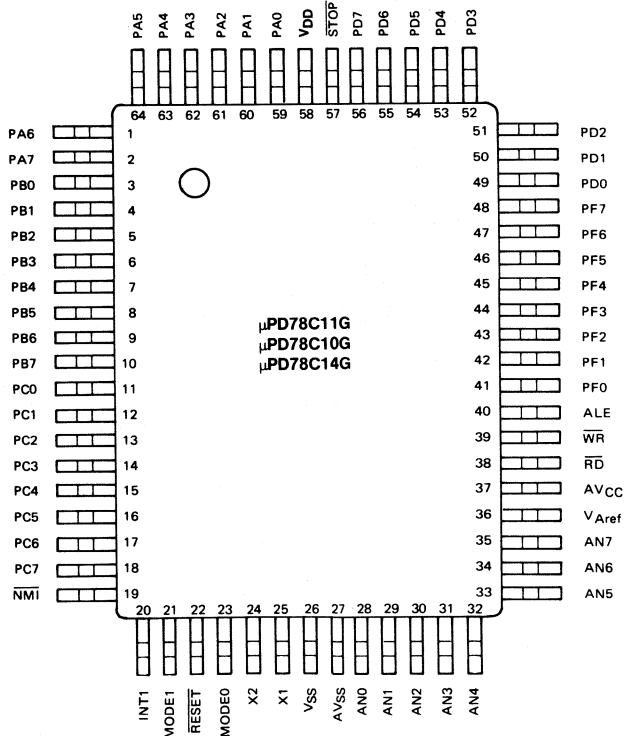 PA5 PA4 PA3 PA2 PA1 PA0 VDD STOP PD7 PD6 PD5 PD4 PD3
64 63 62 61 60 59 58 57 56 55 54 53 52
PA6 1 51 PD2
PA7 2 50 PD1
PB0 3 49 PD0
PB1 4 48 PF7
PB2 5 47 PF6
PB3 6 46 PF5
PB4 7 45 PF4
PB5 8 44 PF3
PB6 9 43 PF2
PB7 10 42 PF1
PC0 11 41 PF0
PC1 12 40 ALE
PC2 13 39 WR
PC3 14 38 RD
PC4 15 37 AVCC
PC5 16 36 VAref
PC6 17 35 AN7
PC7 18 34 AN6
NMI 19 33 AN5
μPD78C11G
μPD78C10G
μPD78C14G
20 21 22 23 24 25 26 27 28 29 30 31 32
INT1 MODE1 RESET MODE0 X2 X1 VSS AVSS AN0 AN1 AN2 AN3 AN4